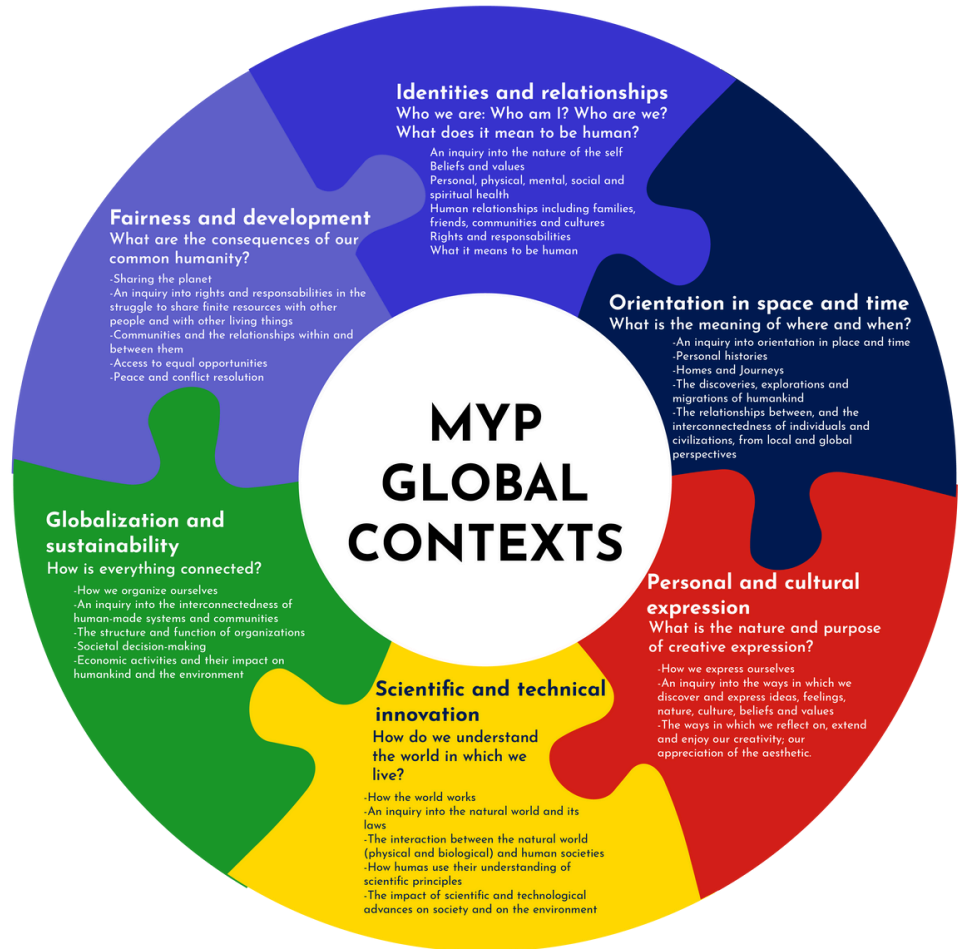 Identities and relationships
Who we are: Who am I? Who are we?
What does it mean to be human?
An inquiry into the nature of the self
Beliefs and values
Personal, physical, mental, social and
spiritual health
Human relationships including families,
friends, communities and cultures
Rights and responsibilities
What it means to be human
Orientation in space and time
What is the meaning of where and when?
-An inquiry into orientation in place and time
-Personal histories
-Homes and Journeys
-The discoveries, explorations and
migrations of humankind
-The relationships between, and the
interconnectedness of individuals and
civilizations, from local and global
perspectives
Personal and cultural
expression
What is the nature and purpose
of creative expression?
-How we express ourselves
-An inquiry into the ways in which we
discover and express ideas, feelings,
nature, culture, beliefs and values
-The ways in which we reflect on, extend
and enjoy our creativity; our
appreciation of the aesthetic.
Scientific and technical
innovation
How do we understand
the world in which we
live?
-How the world works
-An inquiry into the natural world and its
laws
-The interaction between the natural world
(physical and biological) and human societies
-How humas use their understanding of
scientific principles
-The impact of scientific and technological
advances on society and on the environment
Globalization and
sustainability
How is everything connected?
-How we organize ourselves
-An inquiry into the interconnectedness of
human-made systems and communities
-The structure and function of organizations
-Societal decision-making
-Economic activities and their impact on
humankind and the environment
Fairness and development
What are the consequences of our
common humanity?
-Sharing the planet
-An inquiry into rights and responsabilities in the
struggle to share finite resources with other
people and with other living things
-Communities and the relationships within and
between them
-Access to equal opportunities
-Peace and conflict resolution
MYP
GLOBAL
CONTEXTS